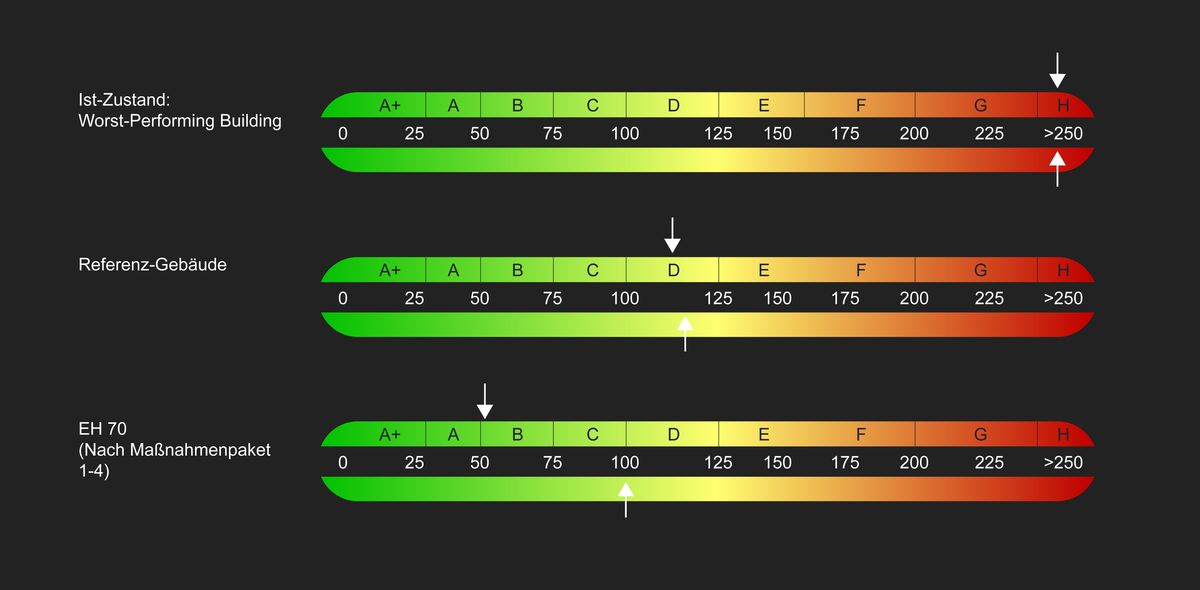 Ist-Zustand:
Worst-Performing Building
A+ A B C D E F G H
0 25 50 75 100 125 150 175 200 225 >250
Referenz-Gebäude
A+ A B C D E F G H
0 25 50 75 100 125 150 175 200 225 >250
EH 70
(Nach Maßnahmenpaket
1-4)
A+ A B C D E F G H
0 25 50 75 100 125 150 175 200 225 >250